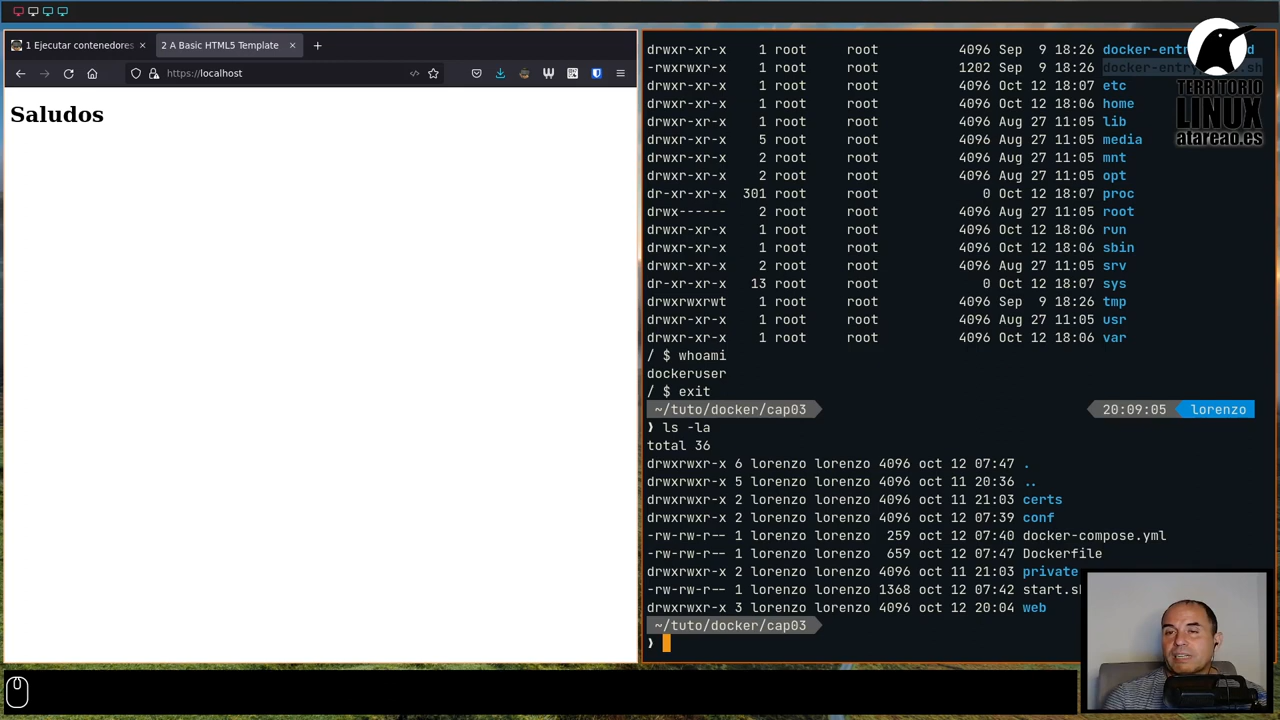 1 Ejecutar contenedores
2 A Basic HTML5 Template
https://localhost
Saludos
drwxr-xr-x 1 root root 4096 Sep 9 18:26 docker-entr d
-rwxrwxr-x 1 root root 1202 Sep 9 18:26 docker-entr .sh
drwxr-xr-x 1 root root 4096 Oct 12 18:07 etc
drwxr-xr-x 1 root root 4096 Oct 12 18:06 home
drwxr-xr-x 1 root root 4096 Aug 27 11:05 lib
drwxr-xr-x 5 root root 4096 Aug 27 11:05 media
drwxr-xr-x 2 root root 4096 Aug 27 11:05 mnt
drwxr-xr-x 2 root root 4096 Aug 27 11:05 opt
dr-xr-xr-x 301 root root 0 Oct 12 18:07 proc
drwx------ 2 root root 4096 Aug 27 11:05 root
drwxr-xr-x 1 root root 4096 Oct 12 18:06 run
drwxr-xr-x 1 root root 4096 Oct 12 18:06 sbin
drwxr-xr-x 2 root root 4096 Aug 27 11:05 srv
dr-xr-xr-x 13 root root 0 Oct 12 18:07 sys
drwxrwxrwt 1 root root 4096 Sep 9 18:26 tmp
drwxr-xr-x 1 root root 4096 Aug 27 11:05 usr
drwxr-xr-x 1 root root 4096 Oct 12 18:06 var
/ $ whoami
dockeruser
/ $ exit
~/tuto/docker/cap03 20:09:05 lorenzo
❯ ls -la
total 36
drwxrwxr-x 6 lorenzo lorenzo 4096 oct 12 07:47 .
drwxrwxr-x 5 lorenzo lorenzo 4096 oct 11 20:36 ..
drwxrwxr-x 2 lorenzo lorenzo 4096 oct 11 21:03 certs
drwxrwxr-x 2 lorenzo lorenzo 4096 oct 12 07:39 conf
-rw-rw-r-- 1 lorenzo lorenzo 259 oct 12 07:40 docker-compose.yml
-rw-rw-r-- 1 lorenzo lorenzo 659 oct 12 07:47 Dockerfile
drwxrwxr-x 2 lorenzo lorenzo 4096 oct 11 21:03 private
-rw-rw-r-- 1 lorenzo lorenzo 1368 oct 12 07:42 start.sh
drwxrwxr-x 3 lorenzo lorenzo 4096 oct 12 20:04 web
~/tuto/docker/cap03
❯
TERRITORIO
LINUX
atareao.es